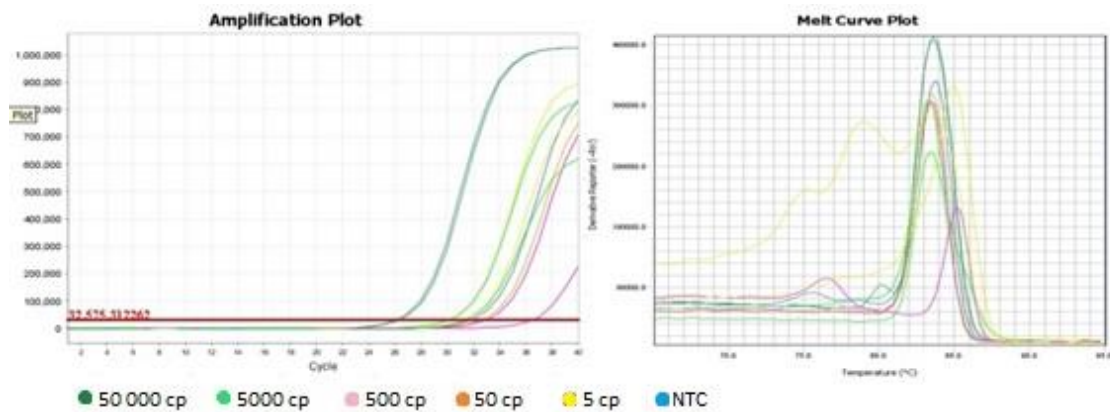 Amplification Plot
1,000,000
900,000
800,000
700,000
600,000
500,000
400,000
300,000
200,000
100,000
0
Plot
2 4 6 8 10 12 14 16 18 20 22 24 26 28 30 32 34 36 38 40
Cycle
Melt Curve Plot
Derivative Reporter
Temperature (°C)
50 000 cp 5000 cp 500 cp 50 cp 5 cp NTC